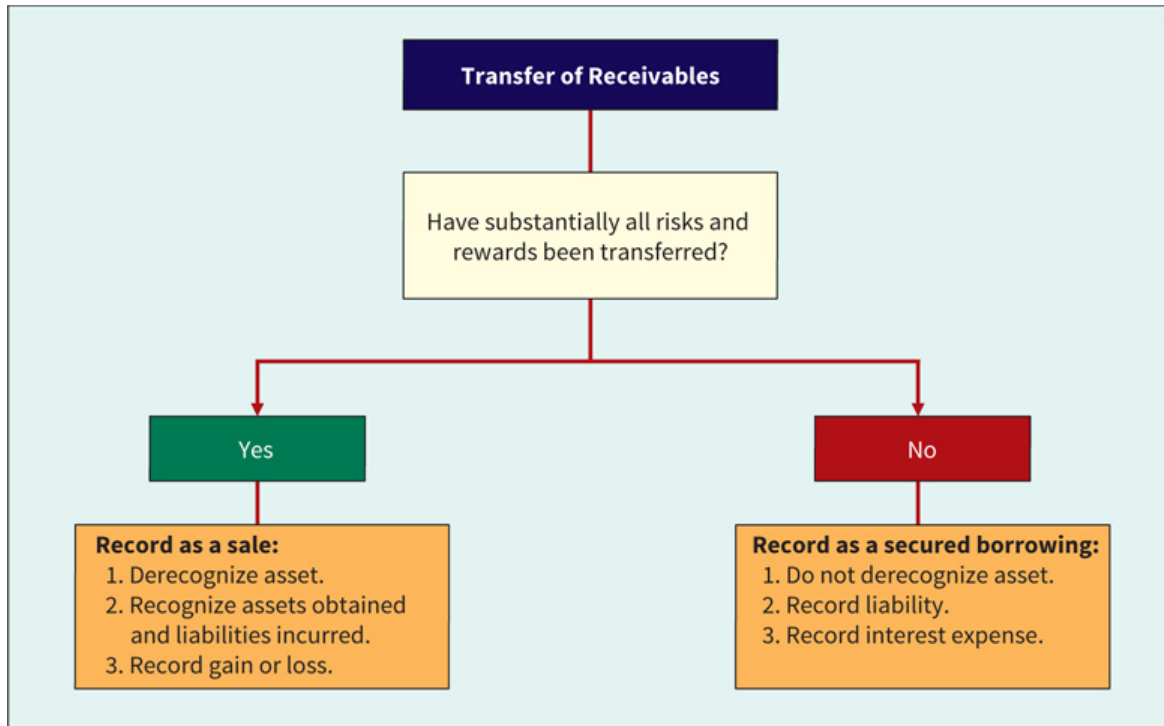 Transfer of Receivables
Have substantially all risks and
rewards been transferred?
Yes
No
Record as a sale:
1. Derecognize asset.
2. Recognize assets obtained
and liabilities incurred.
3. Record gain or loss.
Record as a secured borrowing:
1. Do not derecognize asset.
2. Record liability.
3. Record interest expense.